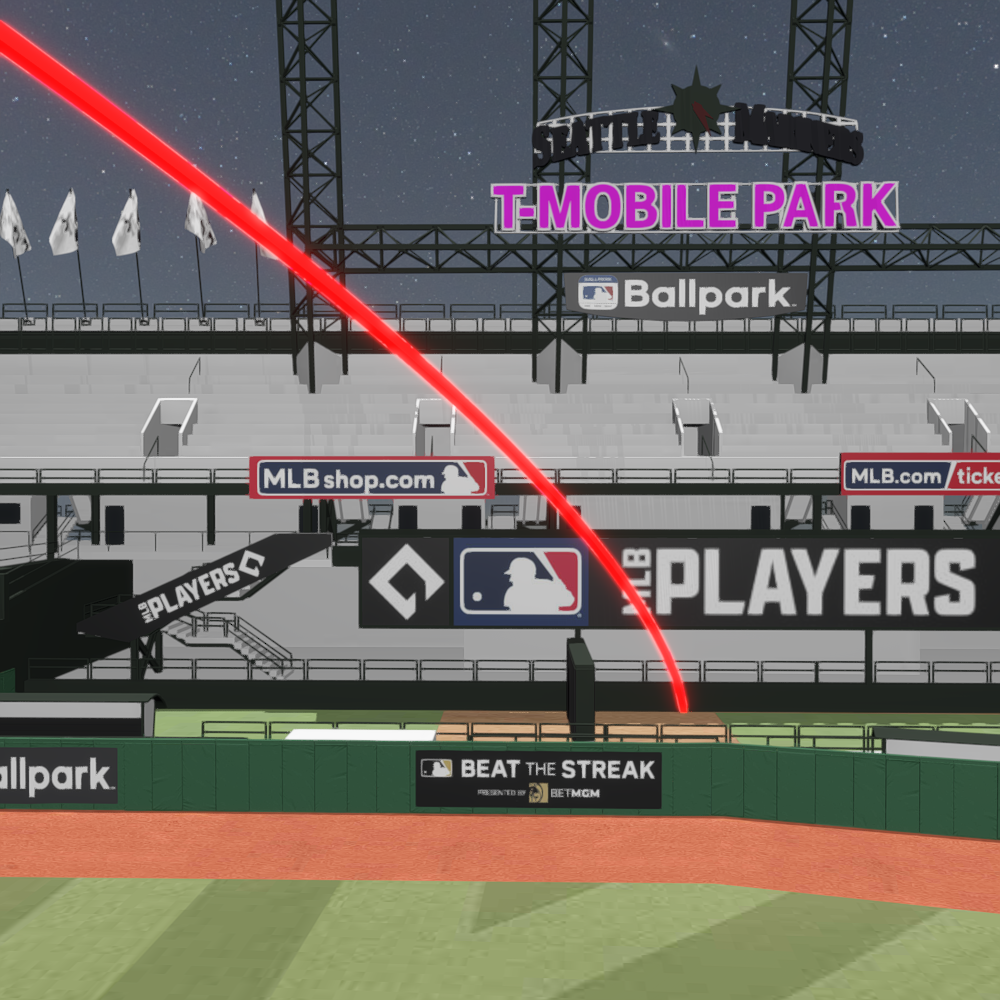 SEATTLE MARINERS
T-MOBILE PARK
Ballpark
MLBshop.com
MLB.com/ticke
MLB PLAYERS
MLB PLAYERS
allpark.
BEAT THE STREAK
PRESENTED BY BETMGM